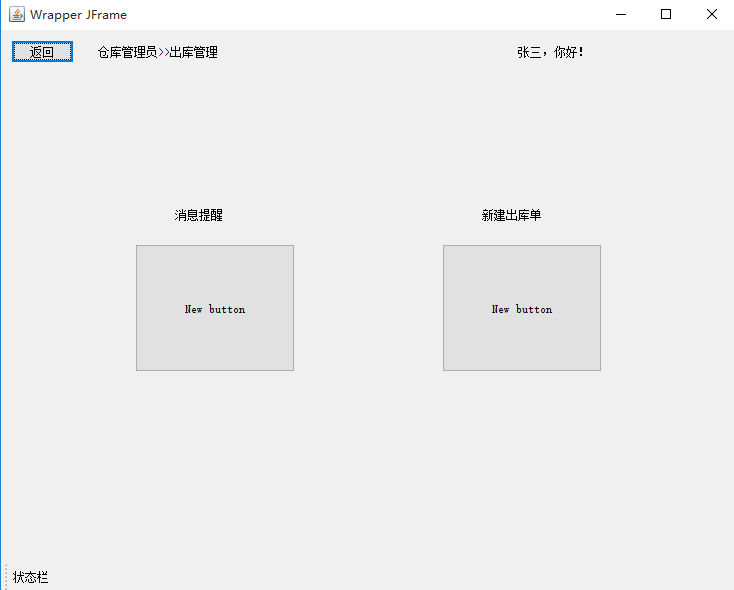 Wrapper JFrame
返回 仓库管理员>>出库管理 张三，你好！
消息提醒 新建出库单
New button New button
状态栏